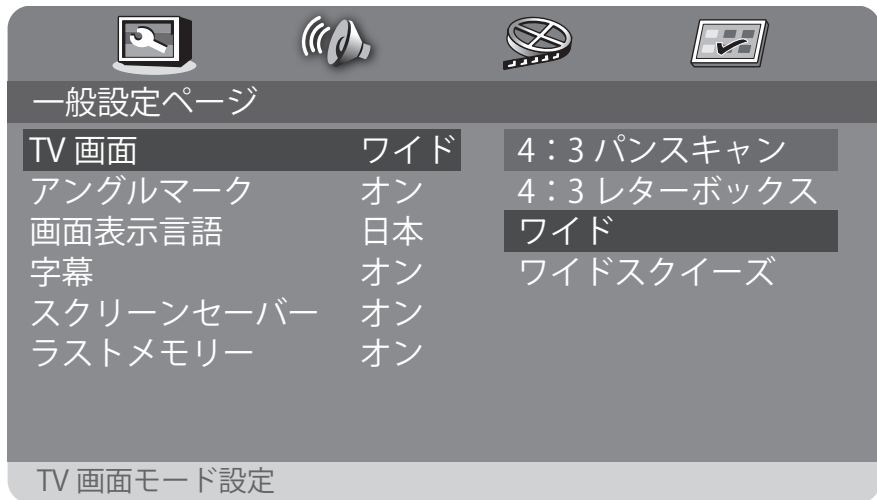 一般設定ページ
TV 画面 ワイド 4:3 パンスキャン
アングルマーク オン 4:3 レターボックス
画面表示言語 日本 ワイド
字幕 オン ワイドスクイーズ
スクリーンセーバー オン
ラストメモリー オン
TV 画面モード設定